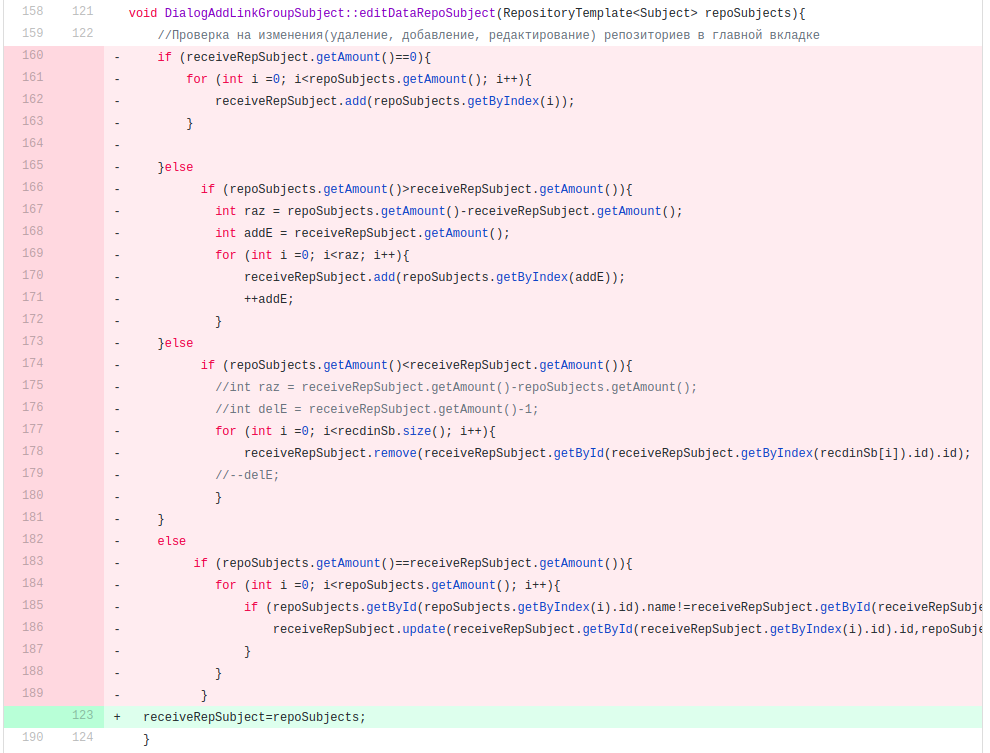 158 121 void DialogAddLinkGroupSubject::editDataRepoSubject(RepositoryTemplate<Subject> repoSubjects){
159 122 //Проверка на изменения(удаление, добавление, редактирование) репозиториев в главной вкладке
160 - if (receiveRepSubject.getAmount()==0){
161 - for (int i =0; i<repoSubjects.getAmount(); i++){
162 - receiveRepSubject.add(repoSubjects.getByIndex(i));
163 - }
164 -
165 - }else
166 - if (repoSubjects.getAmount()>receiveRepSubject.getAmount()){
167 - int raz = repoSubjects.getAmount()-receiveRepSubject.getAmount();
168 - int addE = receiveRepSubject.getAmount();
169 - for (int i =0; i<raz; i++){
170 - receiveRepSubject.add(repoSubjects.getByIndex(addE));
171 - ++addE;
172 - }
173 - }else
174 - if (repoSubjects.getAmount()<receiveRepSubject.getAmount()){
175 - //int raz = receiveRepSubject.getAmount()-repoSubjects.getAmount();
176 - //int delE = receiveRepSubject.getAmount()-1;
177 - for (int i =0; i<recdinSb.size(); i++){
178 - receiveRepSubject.remove(receiveRepSubject.getById(receiveRepSubject.getByIndex(recdinSb[i]).id).id);
179 - //--delE;
180 - }
181 - }
182 - else
183 - if (repoSubjects.getAmount()==receiveRepSubject.getAmount()){
184 - for (int i =0; i<repoSubjects.getAmount(); i++){
185 - if (repoSubjects.getById(repoSubjects.getByIndex(i).id).name!=receiveRepSubject.getById(receiveRepSubje
186 - receiveRepSubject.update(receiveRepSubject.getById(receiveRepSubject.getByIndex(i).id).id,repoSubje
187 - }
188 - }
189 - }
123 + receiveRepSubject=repoSubjects;
190 124 }